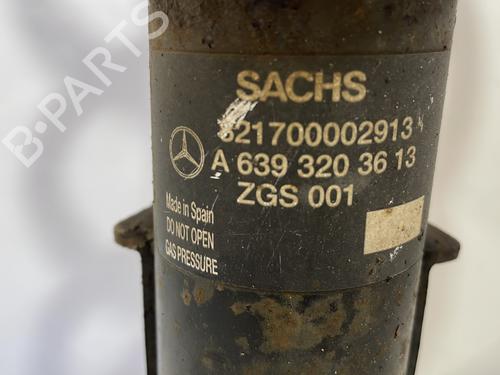 B-PARTS
SACHS
821700002913
A 639 320 36 13
ZGS 001
Made in Spain
DO NOT OPEN
GAS PRESSURE